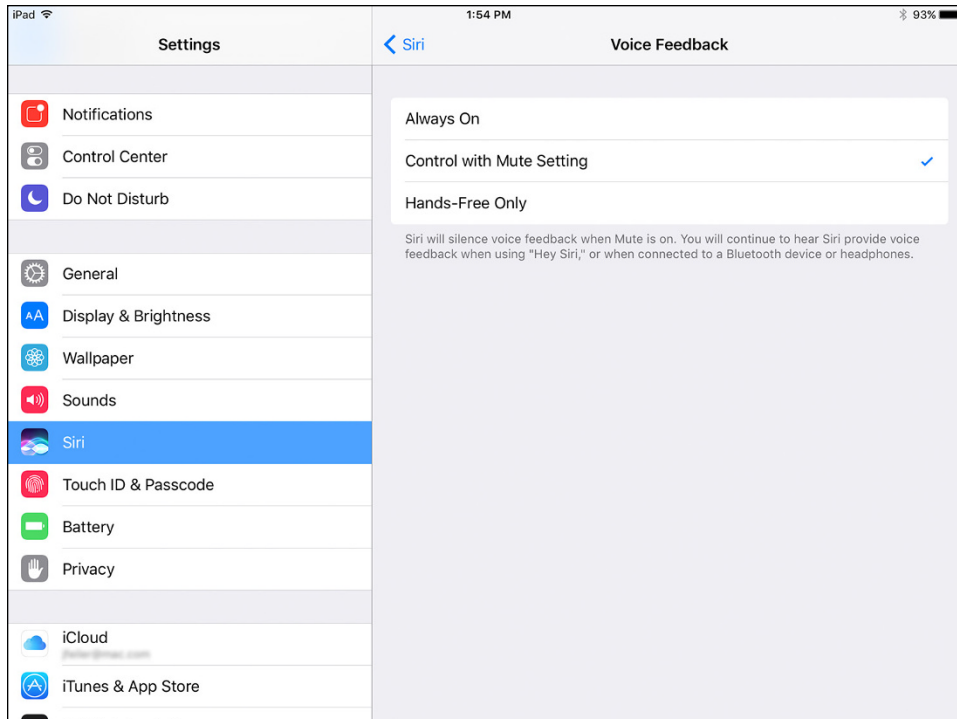 iPad 1:54 PM 93%
Settings
Siri Voice Feedback
Notifications
Control Center
Do Not Disturb
General
AA Display & Brightness
Wallpaper
Sounds
Siri
Touch ID & Passcode
Battery
Privacy
iCloud
iTunes & App Store
Always On
Control with Mute Setting
Hands-Free Only
Siri will silence voice feedback when Mute is on. You will continue to hear Siri provide voice
feedback when using "Hey Siri," or when connected to a Bluetooth device or headphones.